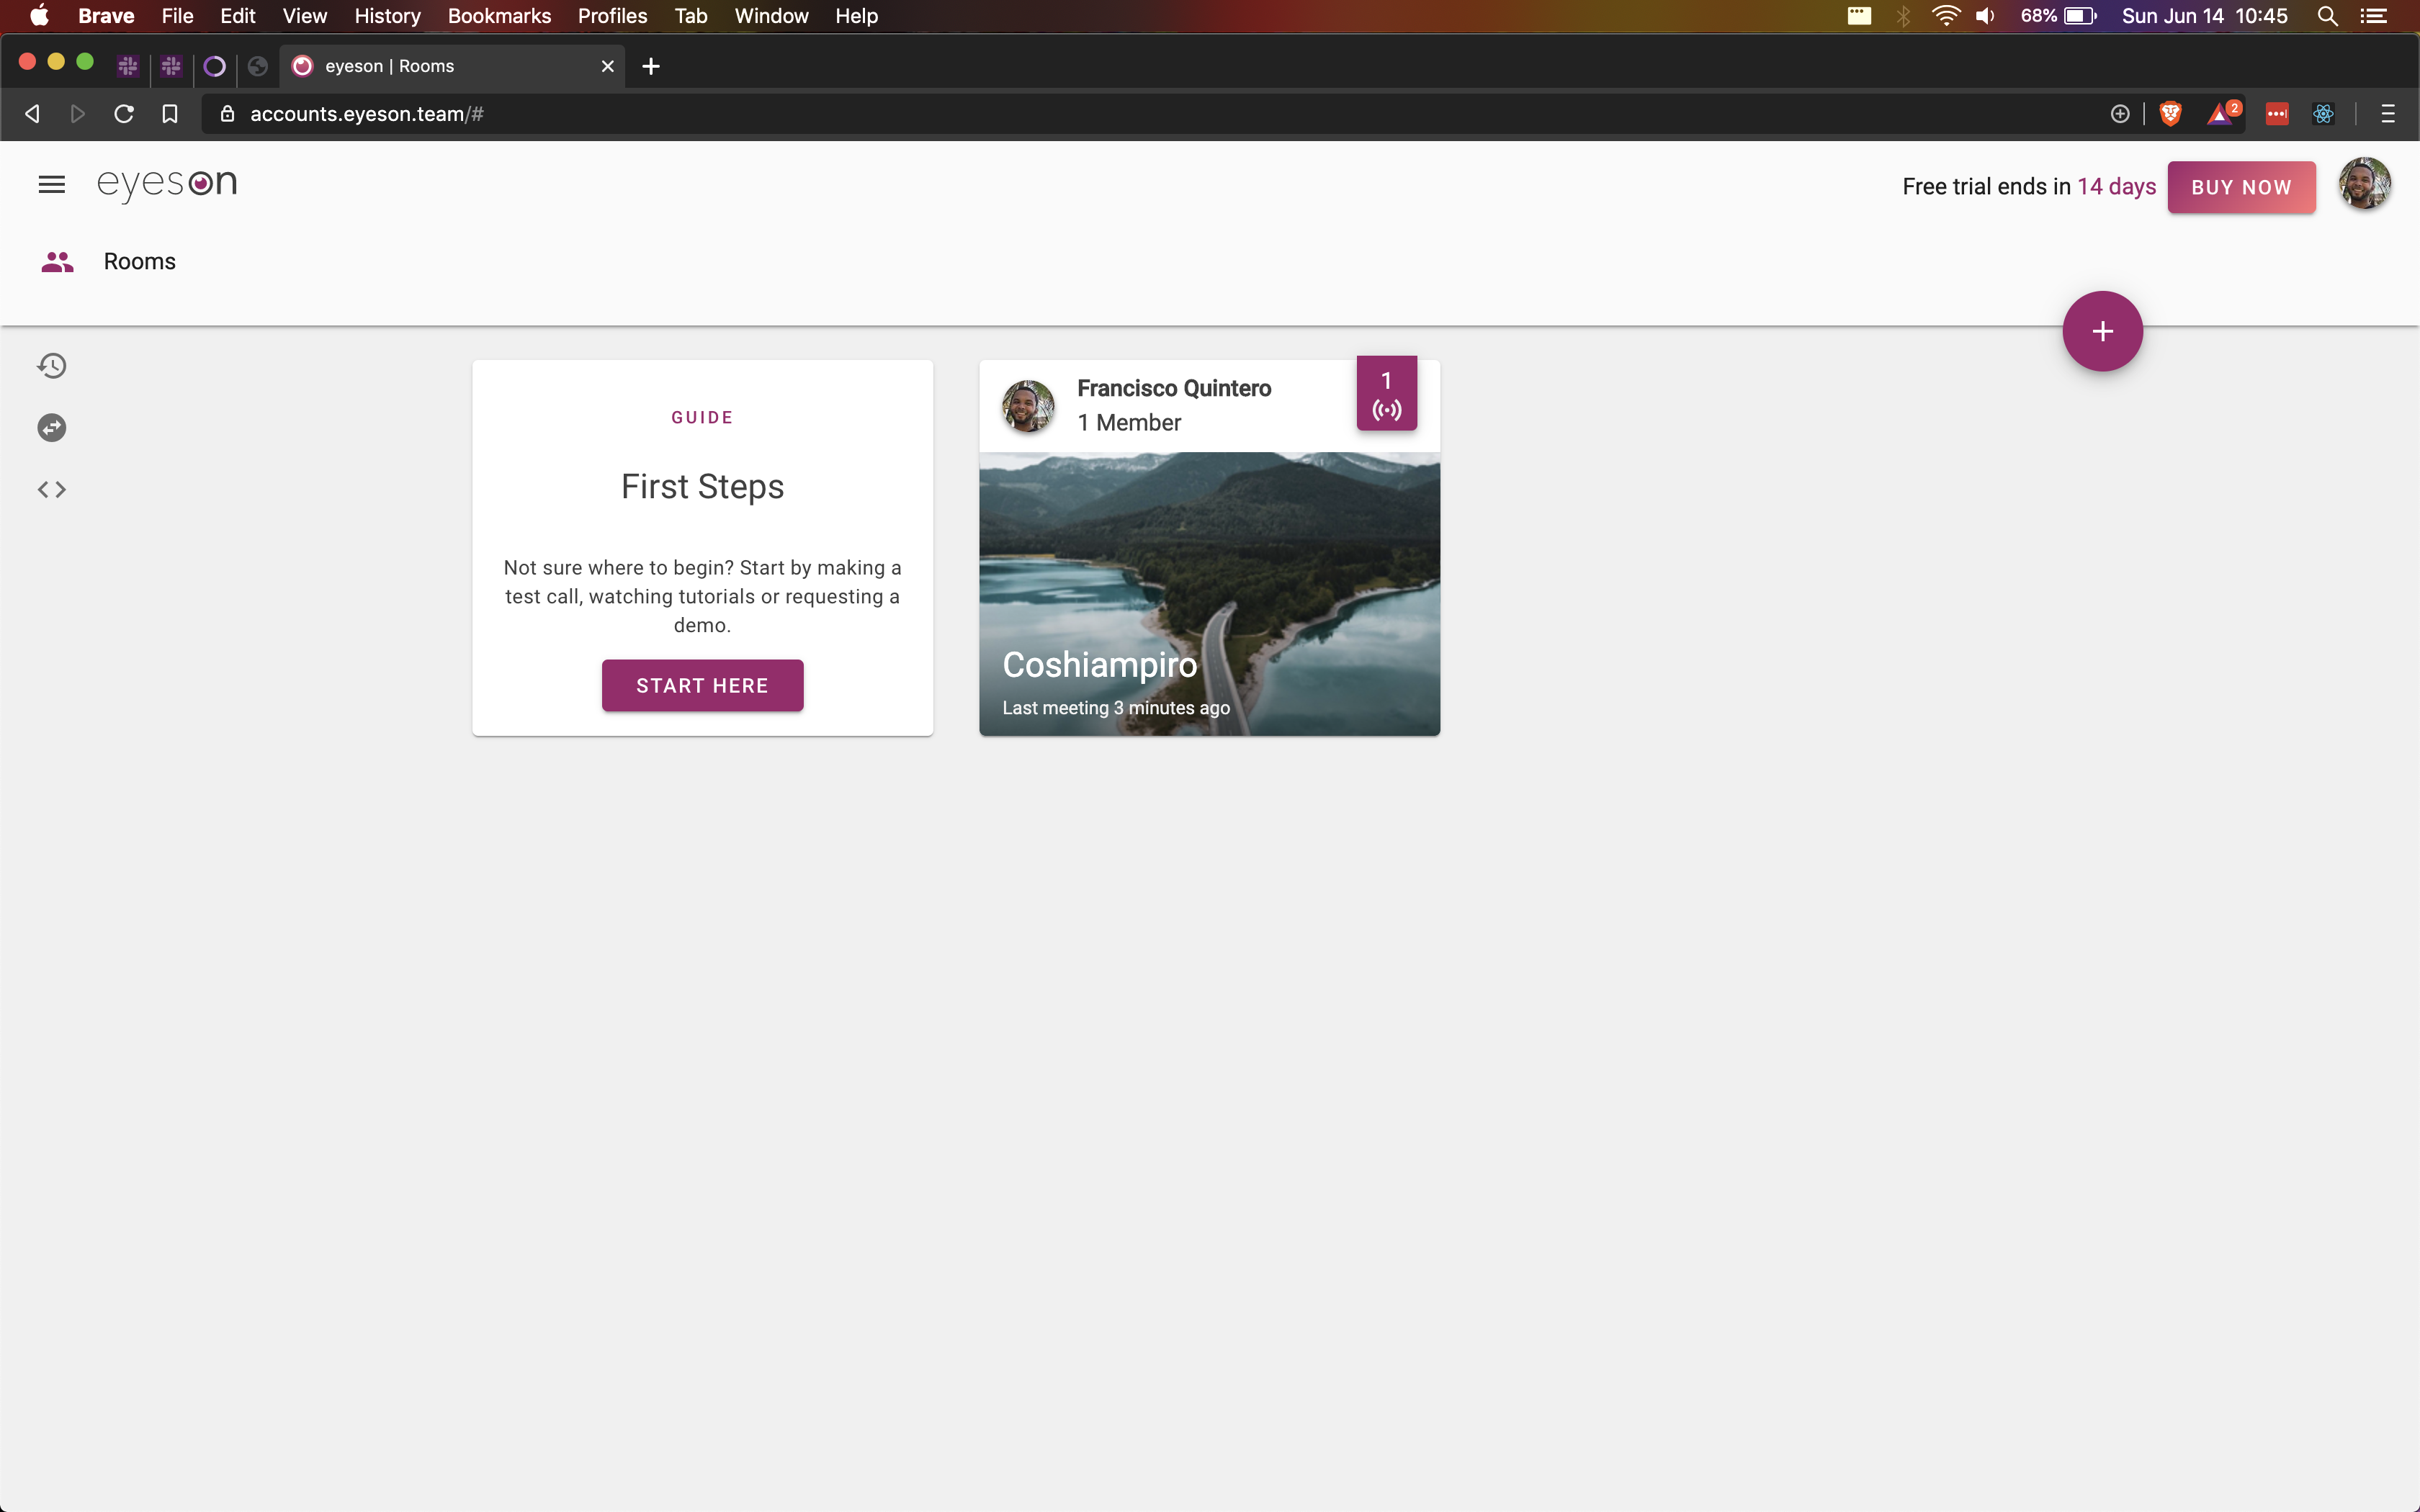 Brave File Edit View History Bookmarks Profiles Tab Window Help 68% Sun Jun 14 10:45
eyeson | Rooms
accounts.eyeson.team/# 2
eyeson Free trial ends in 14 days BUY NOW
Rooms
GUIDE
First Steps
Not sure where to begin? Start by making a
test call, watching tutorials or requesting a
demo.
START HERE
Francisco Quintero
1 Member
1
Coshiampiro
Last meeting 3 minutes ago